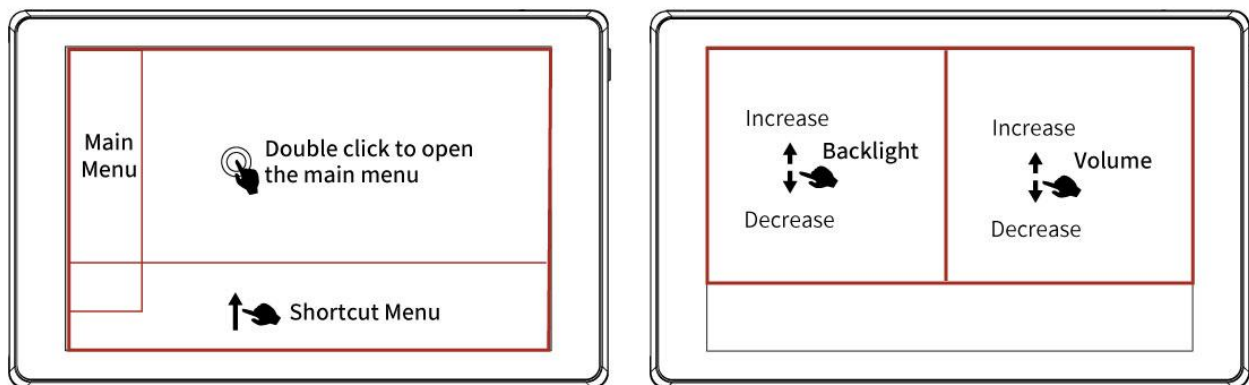 Main
Menu
Double click to open
the main menu
Shortcut Menu
Increase
Backlight
Decrease
Increase
Volume
Decrease